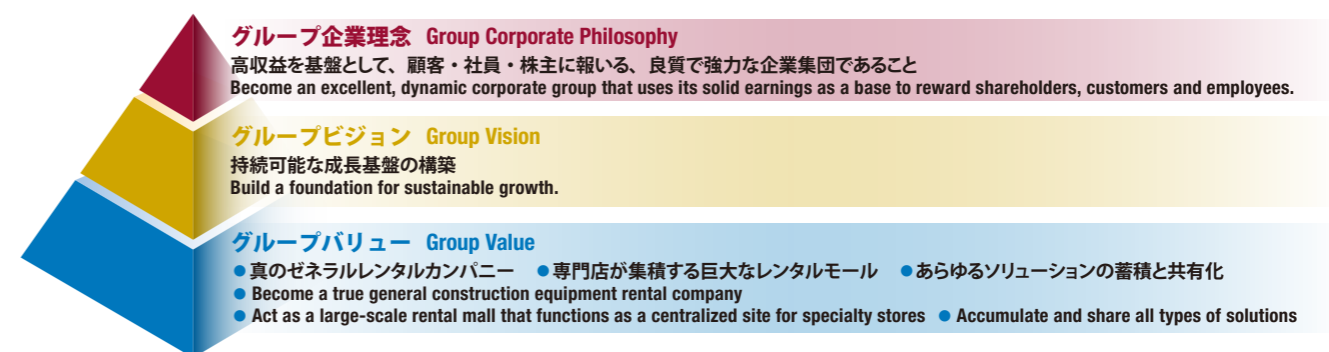 グループ企業理念 Group Corporate Philosophy
高収益を基盤として、顧客・社員・株主に報いる、良質で強力な企業集団であること
Become an excellent, dynamic corporate group that uses its solid earnings as a base to reward shareholders, customers and employees.
グループビジョン Group Vision
持続可能な成長基盤の構築
Build a foundation for sustainable growth.
グループバリュー Group Value
●真のゼネラルレンタルカンパニー ●専門店が集積する巨大なレンタルモール ●あらゆるソリューションの蓄積と共有化
● Become a true general construction equipment rental company
● Act as a large-scale rental mall that functions as a centralized site for specialty stores ● Accumulate and share all types of solutions